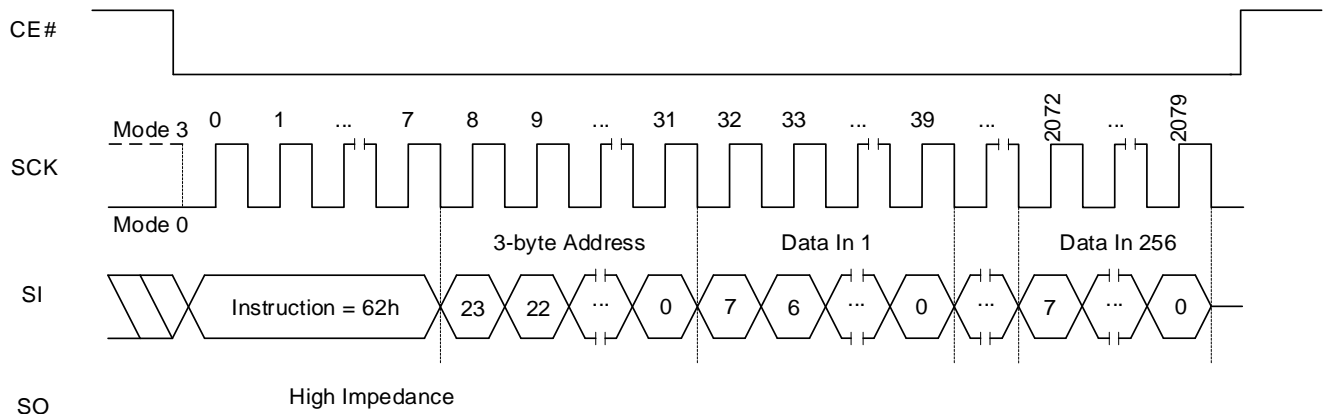 CE#
0 1 ... 7 8 9 ... 31 32 33 ... 39 ... 2072 ... 2079
Mode 3
SCK
Mode 0
3-byte Address Data In 1 Data In 256
SI Instruction = 62h 23 22 ... 0 7 6 ... 0 ... 7 ... 0
High Impedance
SO